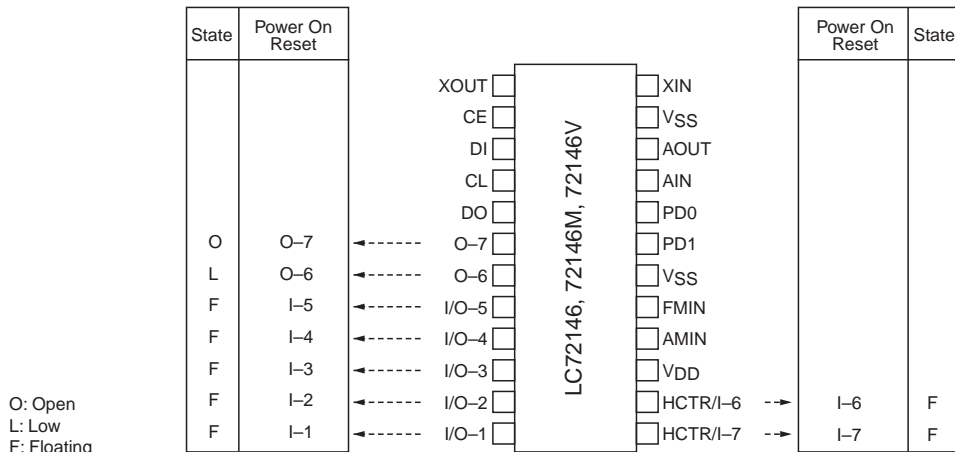 State Power On Reset Power On Reset State
XOUT XIN
CE VSS
DI AOUT
CL AIN
DO PD0
O O–7 O–7 PD1
L O–6 O–6 VSS
F I–5 I/O–5 FMIN
F I–4 I/O–4 AMIN
F I–3 I/O–3 VDD
F I–2 I/O–2 HCTR/I–6 I–6 F
F I–1 I/O–1 HCTR/I–7 I–7 F
LC72146, 72146M, 72146V
O: Open
L: Low
F: Floating